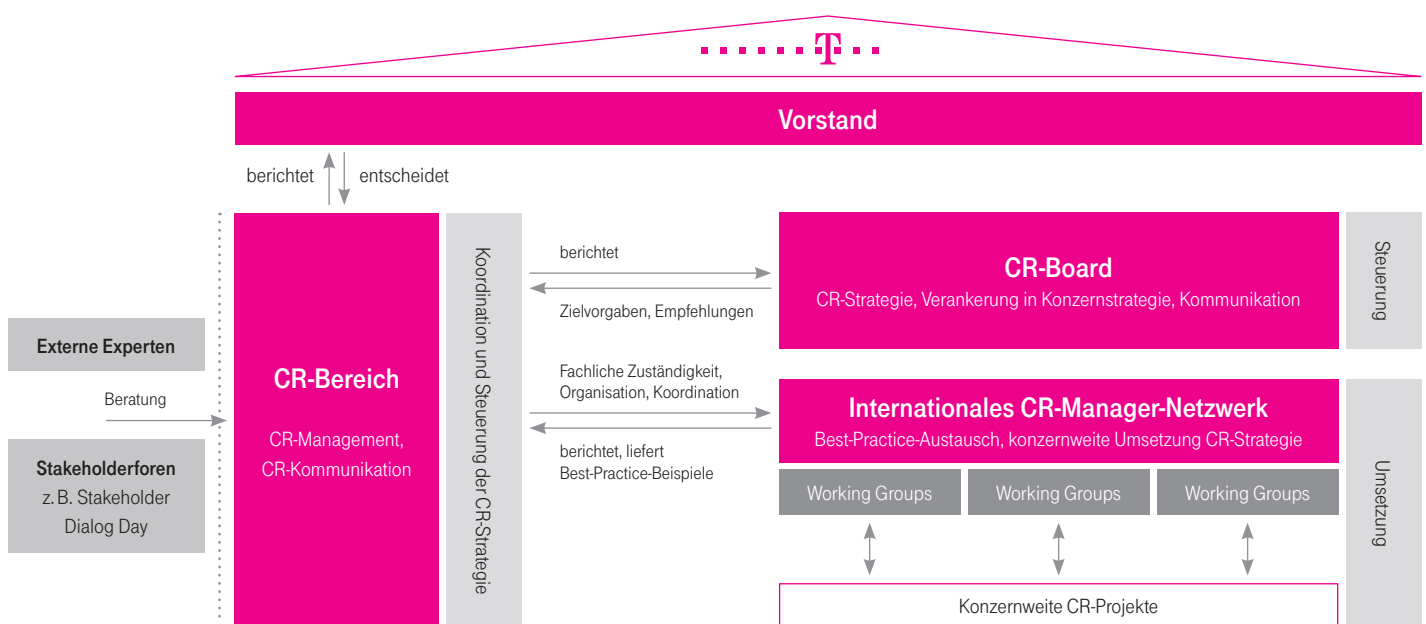 T
Vorstand
berichtet
entscheidet
Externe Experten
Beratung
Stakeholderforen
z. B. Stakeholder
Dialog Day
CR-Bereich
CR-Management,
CR-Kommunikation
Koordination und Steuerung der CR-Strategie
berichtet
Zielvorgaben, Empfehlungen
Fachliche Zuständigkeit,
Organisation, Koordination
berichtet, liefert
Best-Practice-Beispiele
CR-Board
CR-Strategie, Verankerung in Konzernstrategie, Kommunikation
Steuerung
Internationales CR-Manager-Netzwerk
Best-Practice-Austausch, konzernweite Umsetzung CR-Strategie
Working Groups
Working Groups
Working Groups
Umsetzung
Konzernweite CR-Projekte